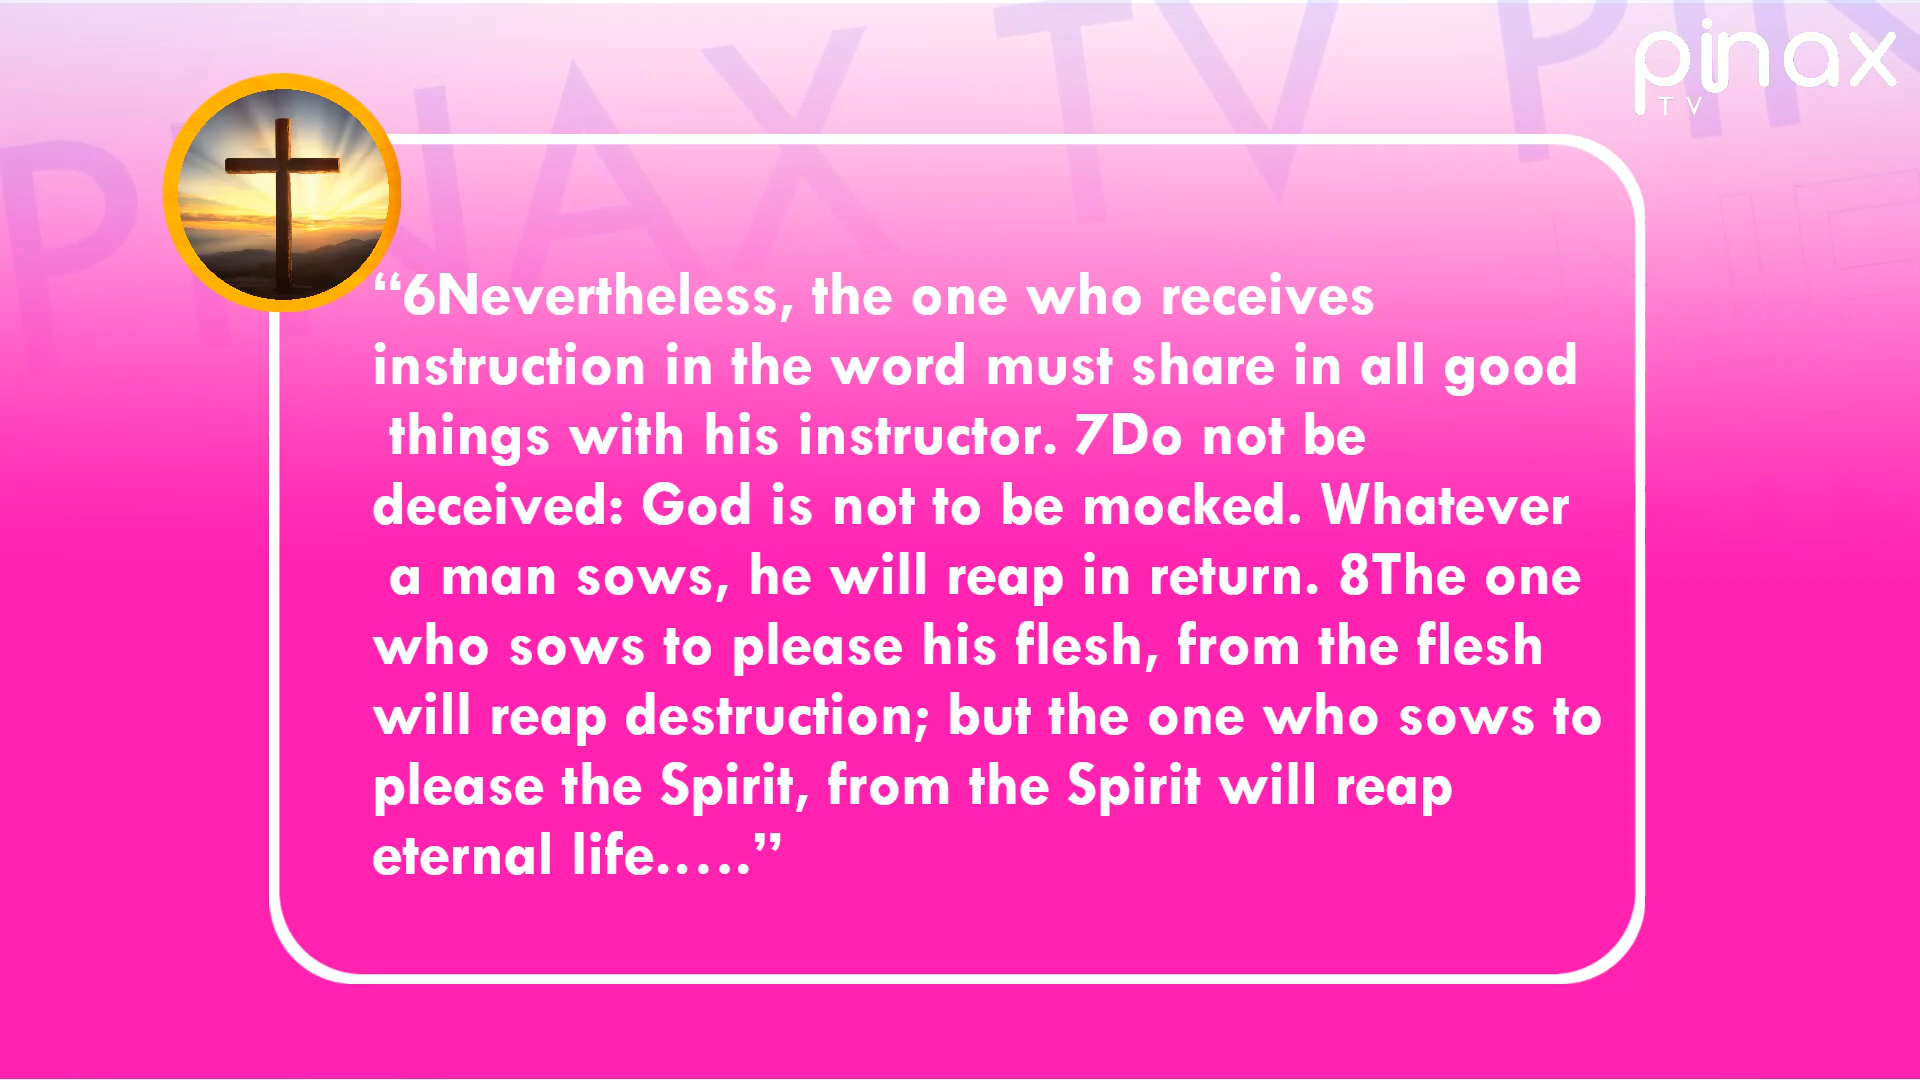 pinax
TV
PINAX TV PIN
“6Nevertheless, the one who receives
instruction in the word must share in all good
things with his instructor. 7Do not be
deceived: God is not to be mocked. Whatever
a man sows, he will reap in return. 8The one
who sows to please his flesh, from the flesh
will reap destruction; but the one who sows to
please the Spirit, from the Spirit will reap
eternal life.....”